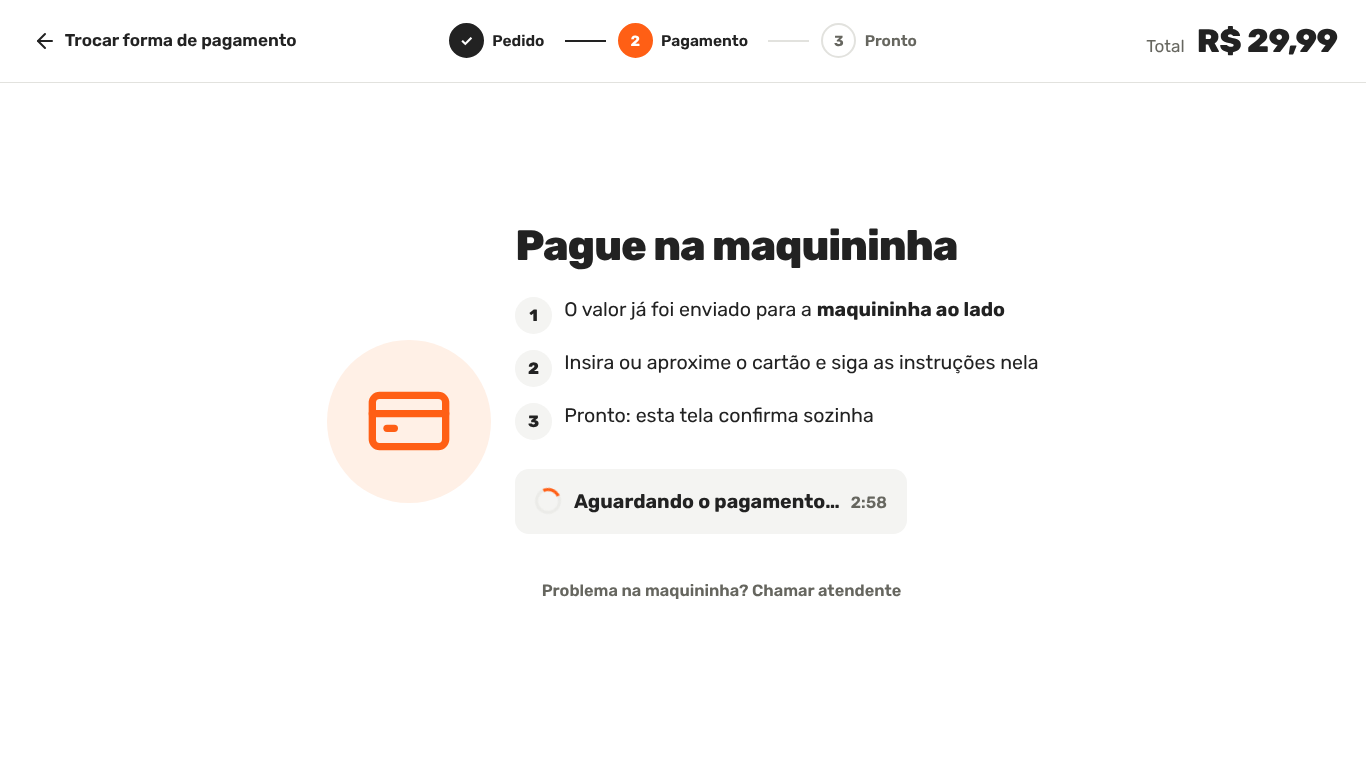 Trocar forma de pagamento
Pedido
2 Pagamento
3 Pronto
Total R$ 29,99
Pague na maquininha
1 O valor já foi enviado para a maquininha ao lado
2 Insira ou aproxime o cartão e siga as instruções nela
3 Pronto: esta tela confirma sozinha
Aguardando o pagamento... 2:58
Problema na maquininha? Chamar atendente